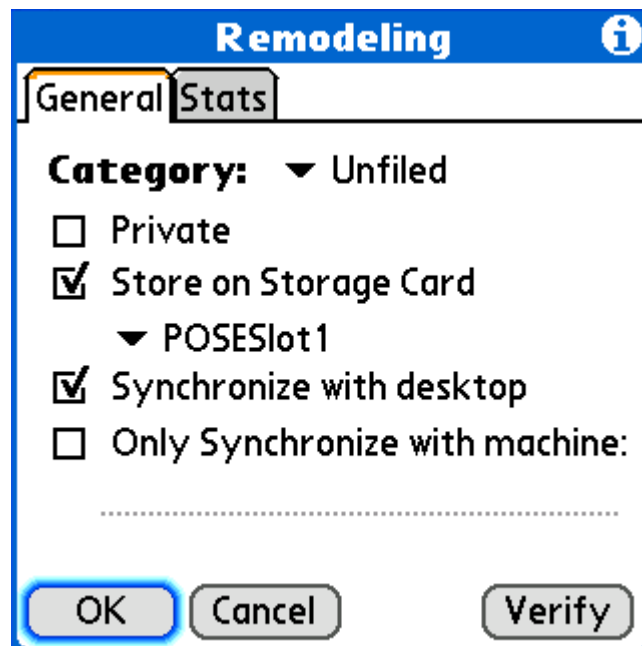 Remodeling
General Stats
Category: Unfiled
Private
Store on Storage Card
POSESlot1
Synchronize with desktop
Only Synchronize with machine:
OK Cancel Verify